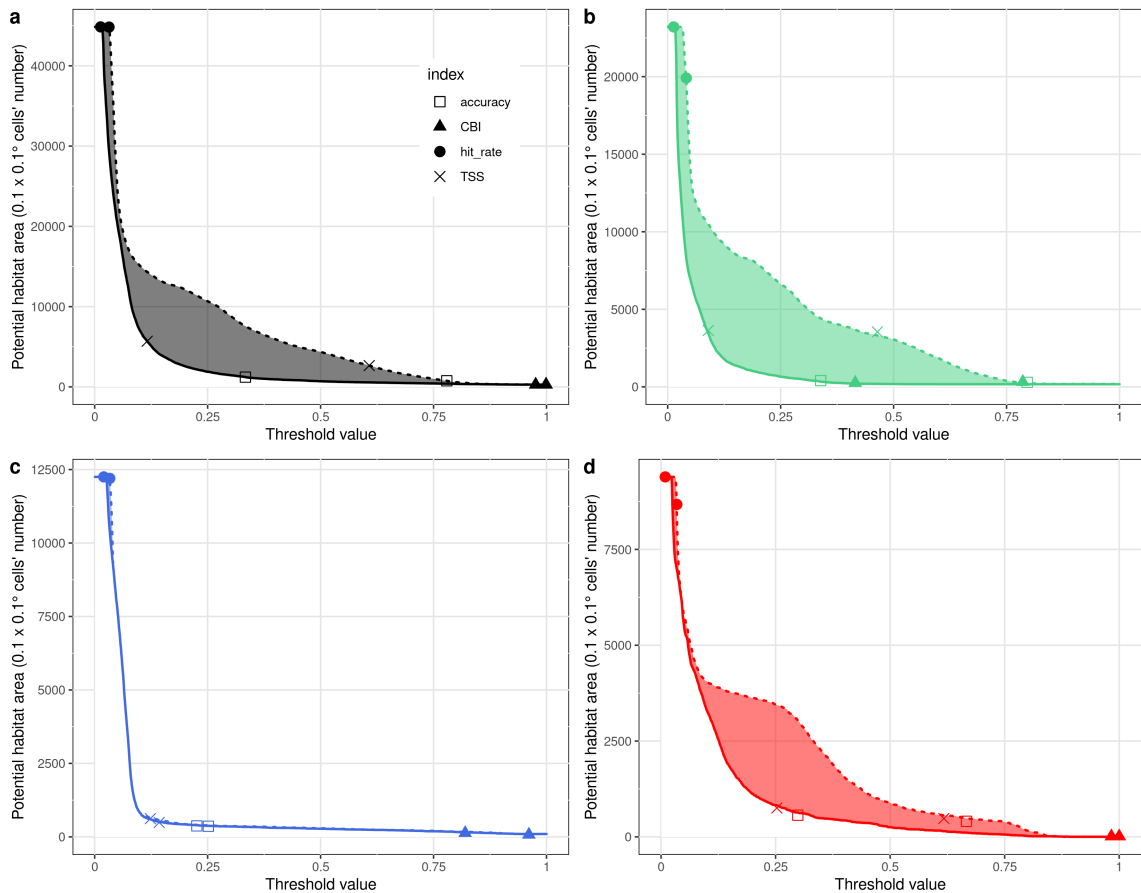 a
Potential habitat area (0.1 x 0.1° cells' number)
40000
30000
20000
10000
0
index
accuracy
CBI
hit_rate
TSS
0 0.25 0.5 0.75 1
Threshold value
b
Potential habitat area (0.1 x 0.1° cells' number)
20000
15000
10000
5000
0
0 0.25 0.5 0.75 1
Threshold value
c
Potential habitat area (0.1 x 0.1° cells' number)
12500
10000
7500
5000
2500
0
0 0.25 0.5 0.75 1
Threshold value
d
Potential habitat area (0.1 x 0.1° cells' number)
7500
5000
2500
0
0 0.25 0.5 0.75 1
Threshold value